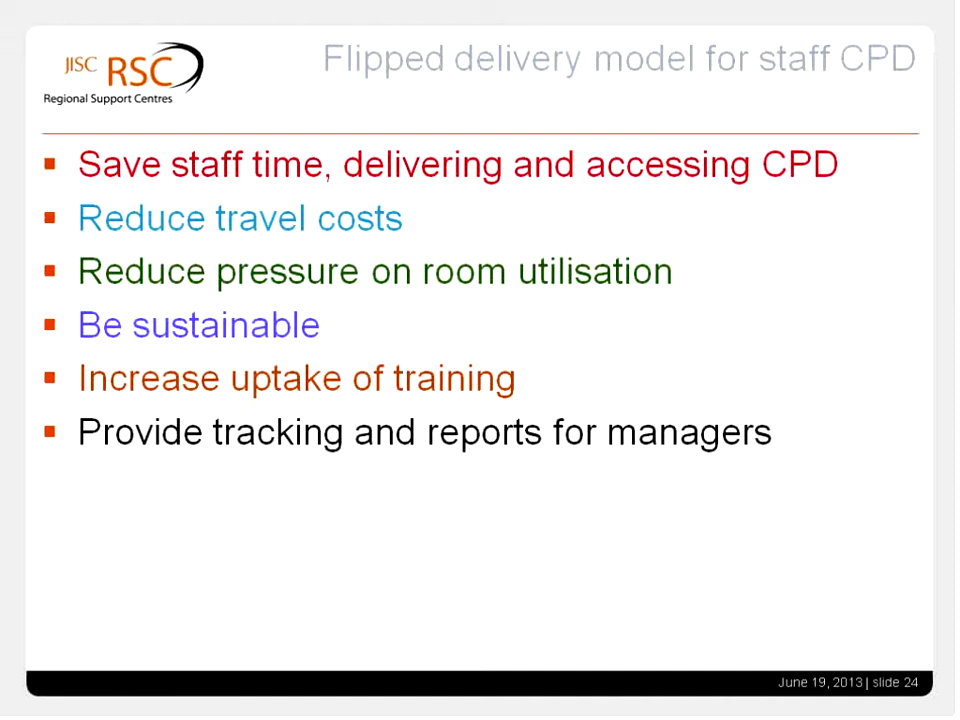 JISC RSC
Regional Support Centres
Flipped delivery model for staff CPD
Save staff time, delivering and accessing CPD
Reduce travel costs
Reduce pressure on room utilisation
Be sustainable
Increase uptake of training
Provide tracking and reports for managers
June 19, 2013 | slide 24